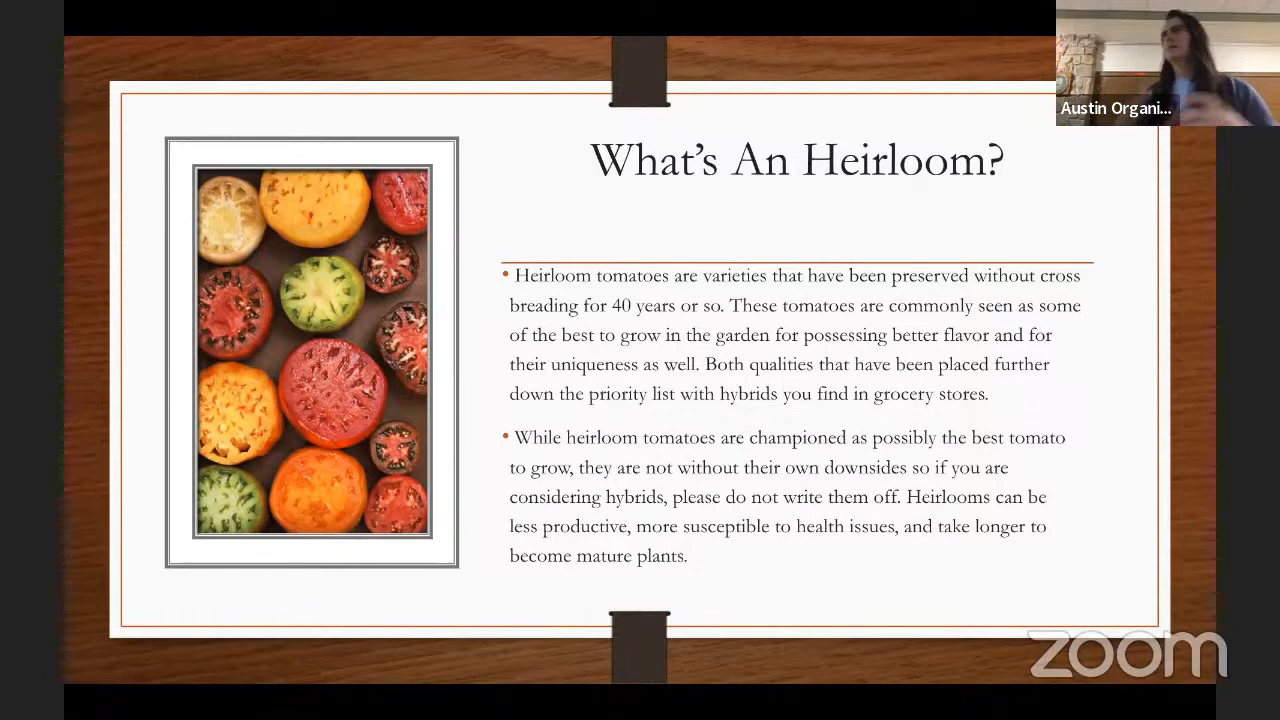 Austin Organi...
What's An Heirloom?
• Heirloom tomatoes are varieties that have been preserved without cross
breading for 40 years or so. These tomatoes are commonly seen as some
of the best to grow in the garden for possessing better flavor and for
their uniqueness as well. Both qualities that have been placed further
down the priority list with hybrids you find in grocery stores.
• While heirloom tomatoes are championed as possibly the best tomato
to grow, they are not without their own downsides so if you are
considering hybrids, please do not write them off. Heirlooms can be
less productive, more susceptible to health issues, and take longer to
become mature plants.
zoom